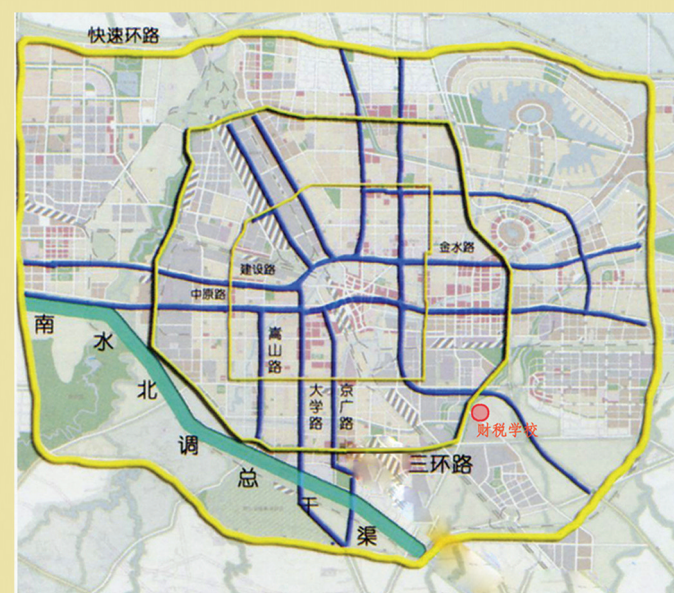 快速环路
金水路
建设路
中原路
南水北调总干渠
嵩山路
大学路
京广路
财税学校
三环路